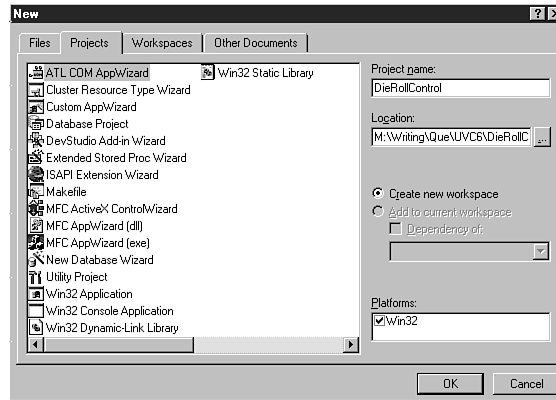 New
Files Projects Workspaces Other Documents
ATL COM AppWizard
Cluster Resource Type Wizard
Custom AppWizard
Database Project
DevStudio Add-in Wizard
Extended Stored Proc Wizard
ISAPI Extension Wizard
Makefile
MFC ActiveX ControlWizard
MFC AppWizard (dll)
MFC AppWizard (exe)
New Database Wizard
Utility Project
Win32 Application
Win32 Console Application
Win32 Dynamic-Link Library
Win32 Static Library
Project name:
DieRollControl
Location:
M:\Writing\Que\UVC6\DieRollC
...
Create new workspace
Add to current workspace
Dependency of:
Platforms:
Win32
OK Cancel